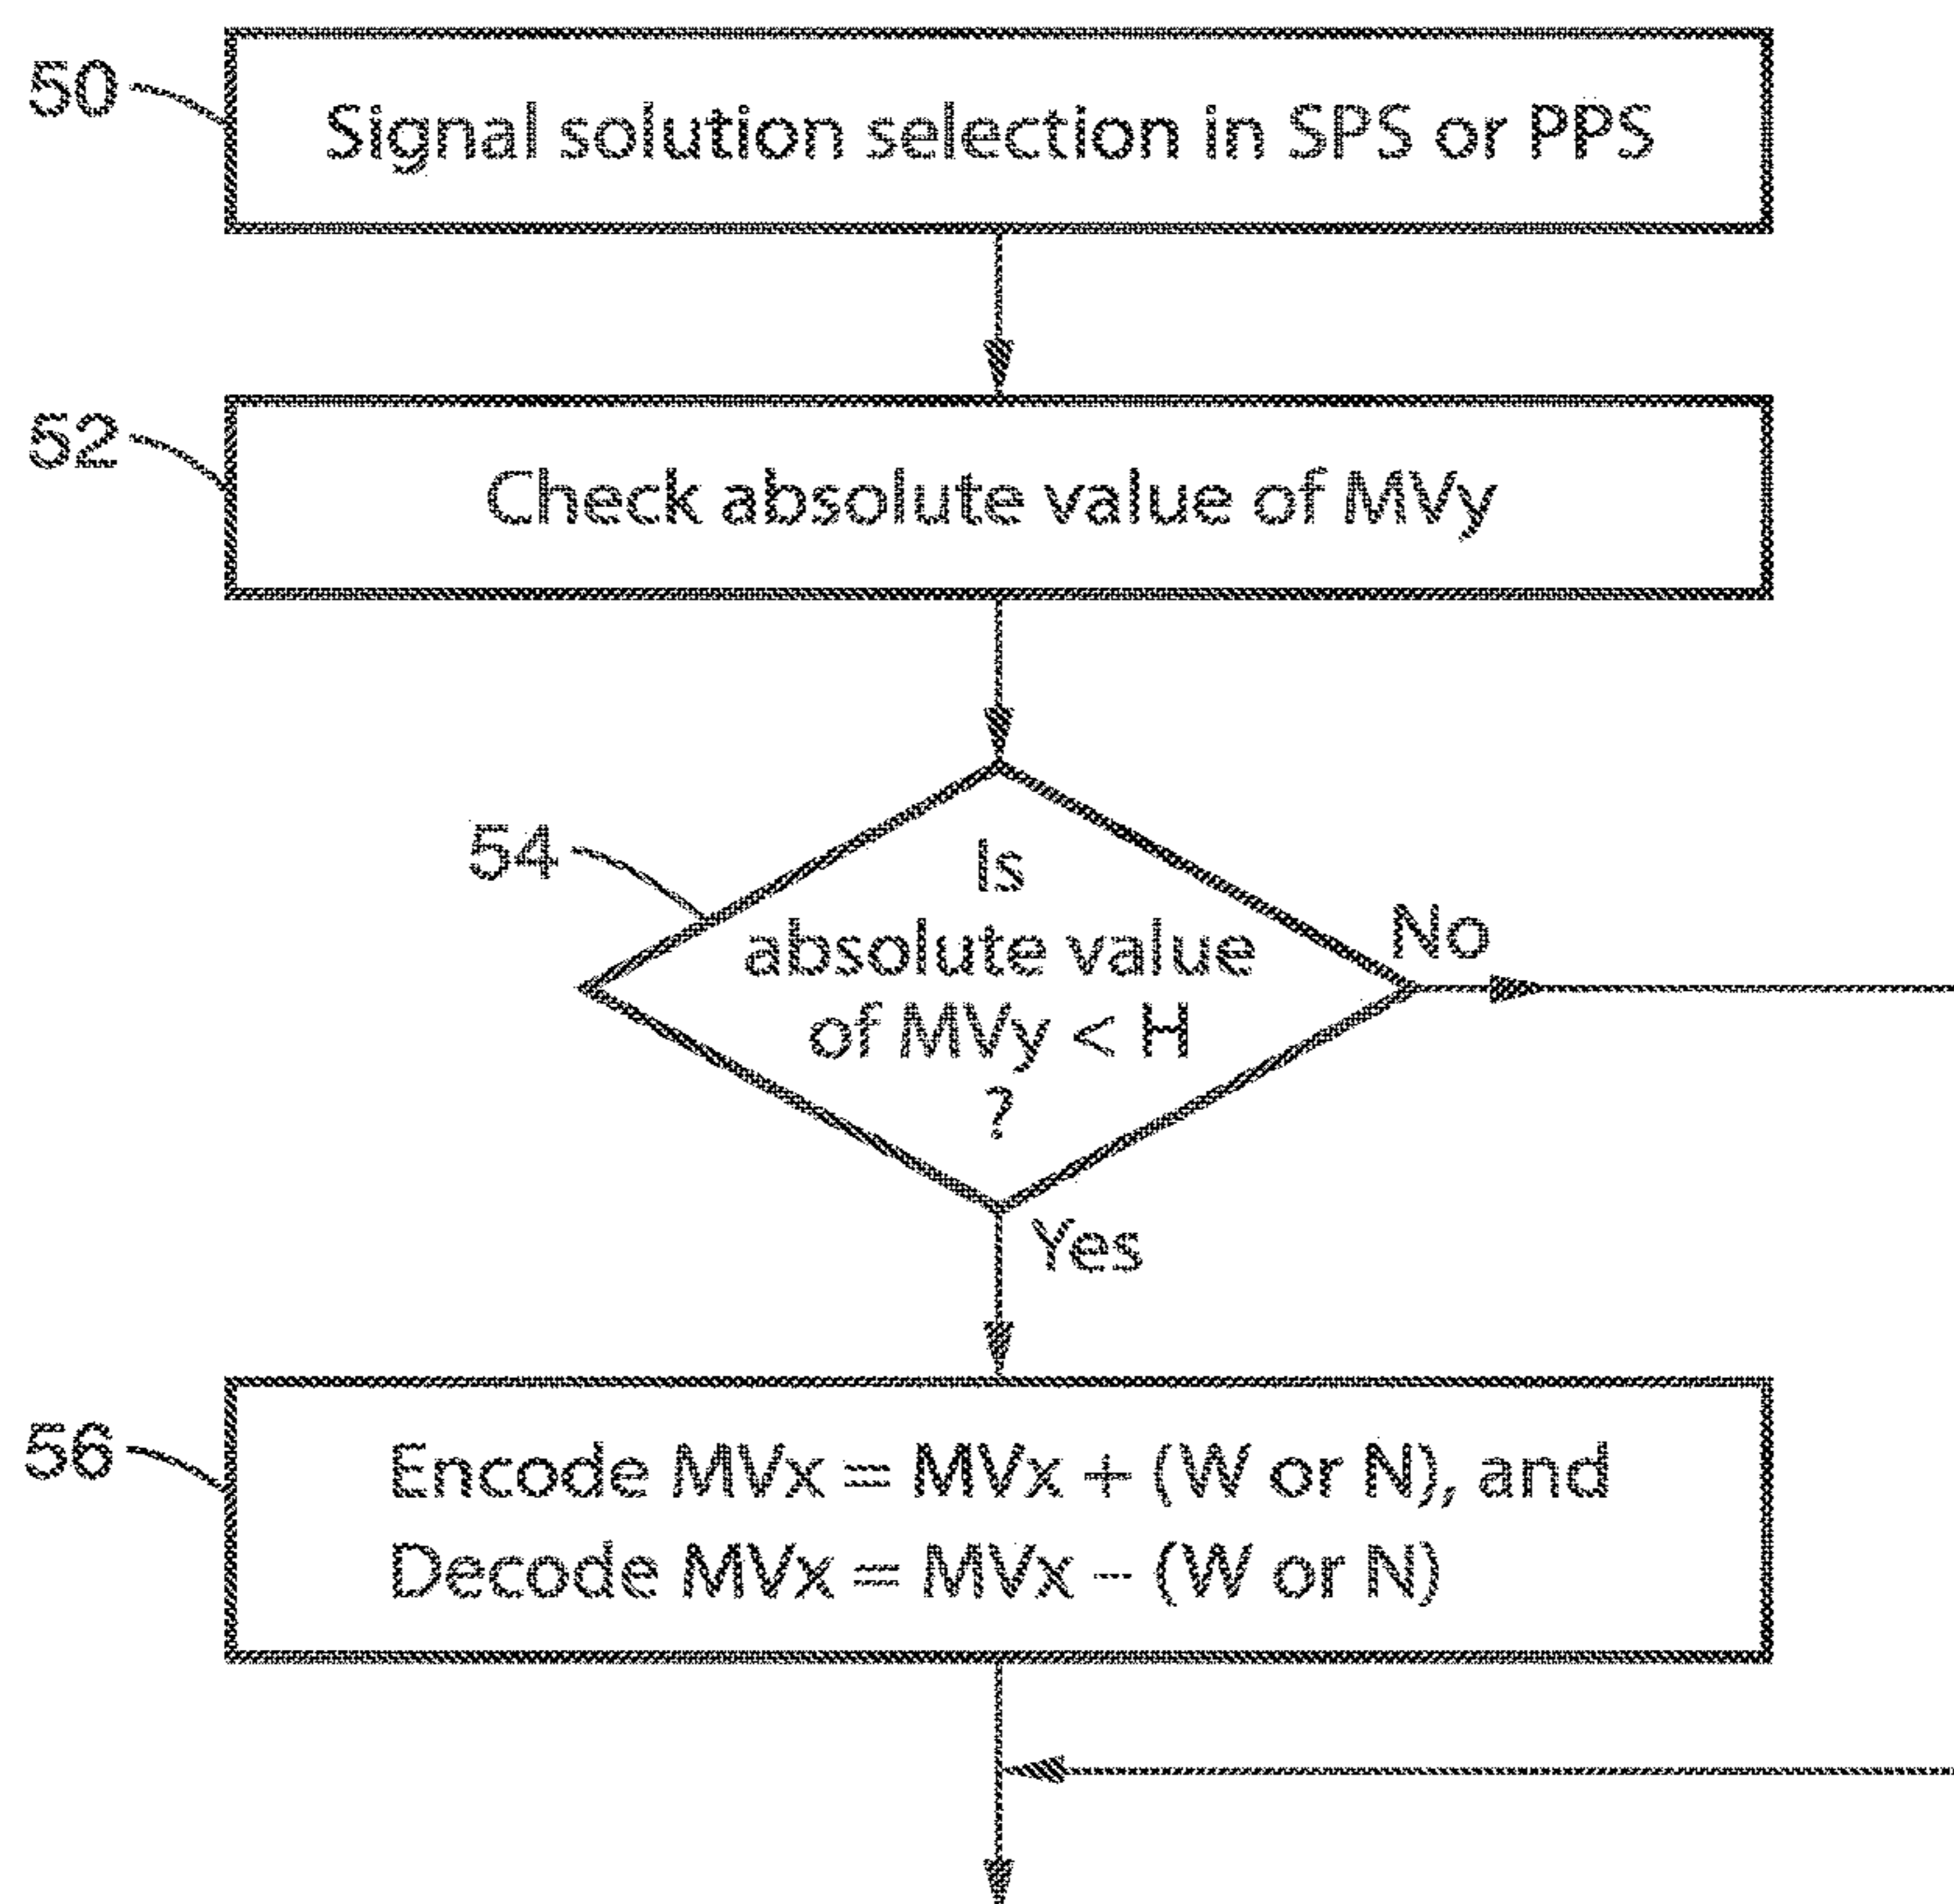 50
Signal solution selection in SPS or PPS
52
Check absolute value of MVy
54
Is
absolute value
of MVy < H
?
No
Yes
56
Encode MVx = MVx + (W or N), and
Decode MVx = MVx - (W or N)